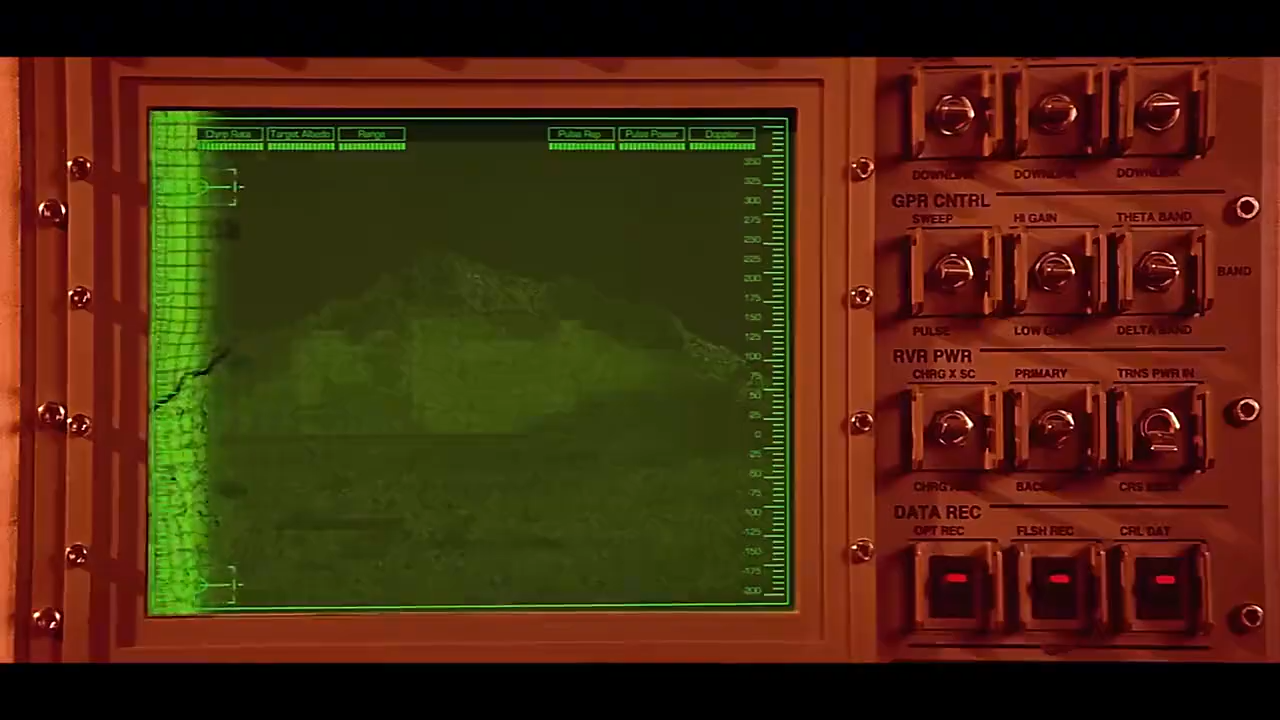 Chirp Rate Target Albedo Range Pulse Rep Pulse Power Doppler
350
325
300
275
250
225
200
175
150
125
100
75
50
25
0
-25
-50
-75
-100
-125
-150
-175
-200
DOWNLINK DOWNLINK DOWNLINK
GPR CNTRL
SWEEP HI GAIN THETA BAND
BAND
PULSE LOW GAIN DELTA BAND
RVR PWR
CHRG X SC PRIMARY TRNS PWR IN
CHRG
CRS
DATA REC
OPT REC FLSH REC CRL DAT